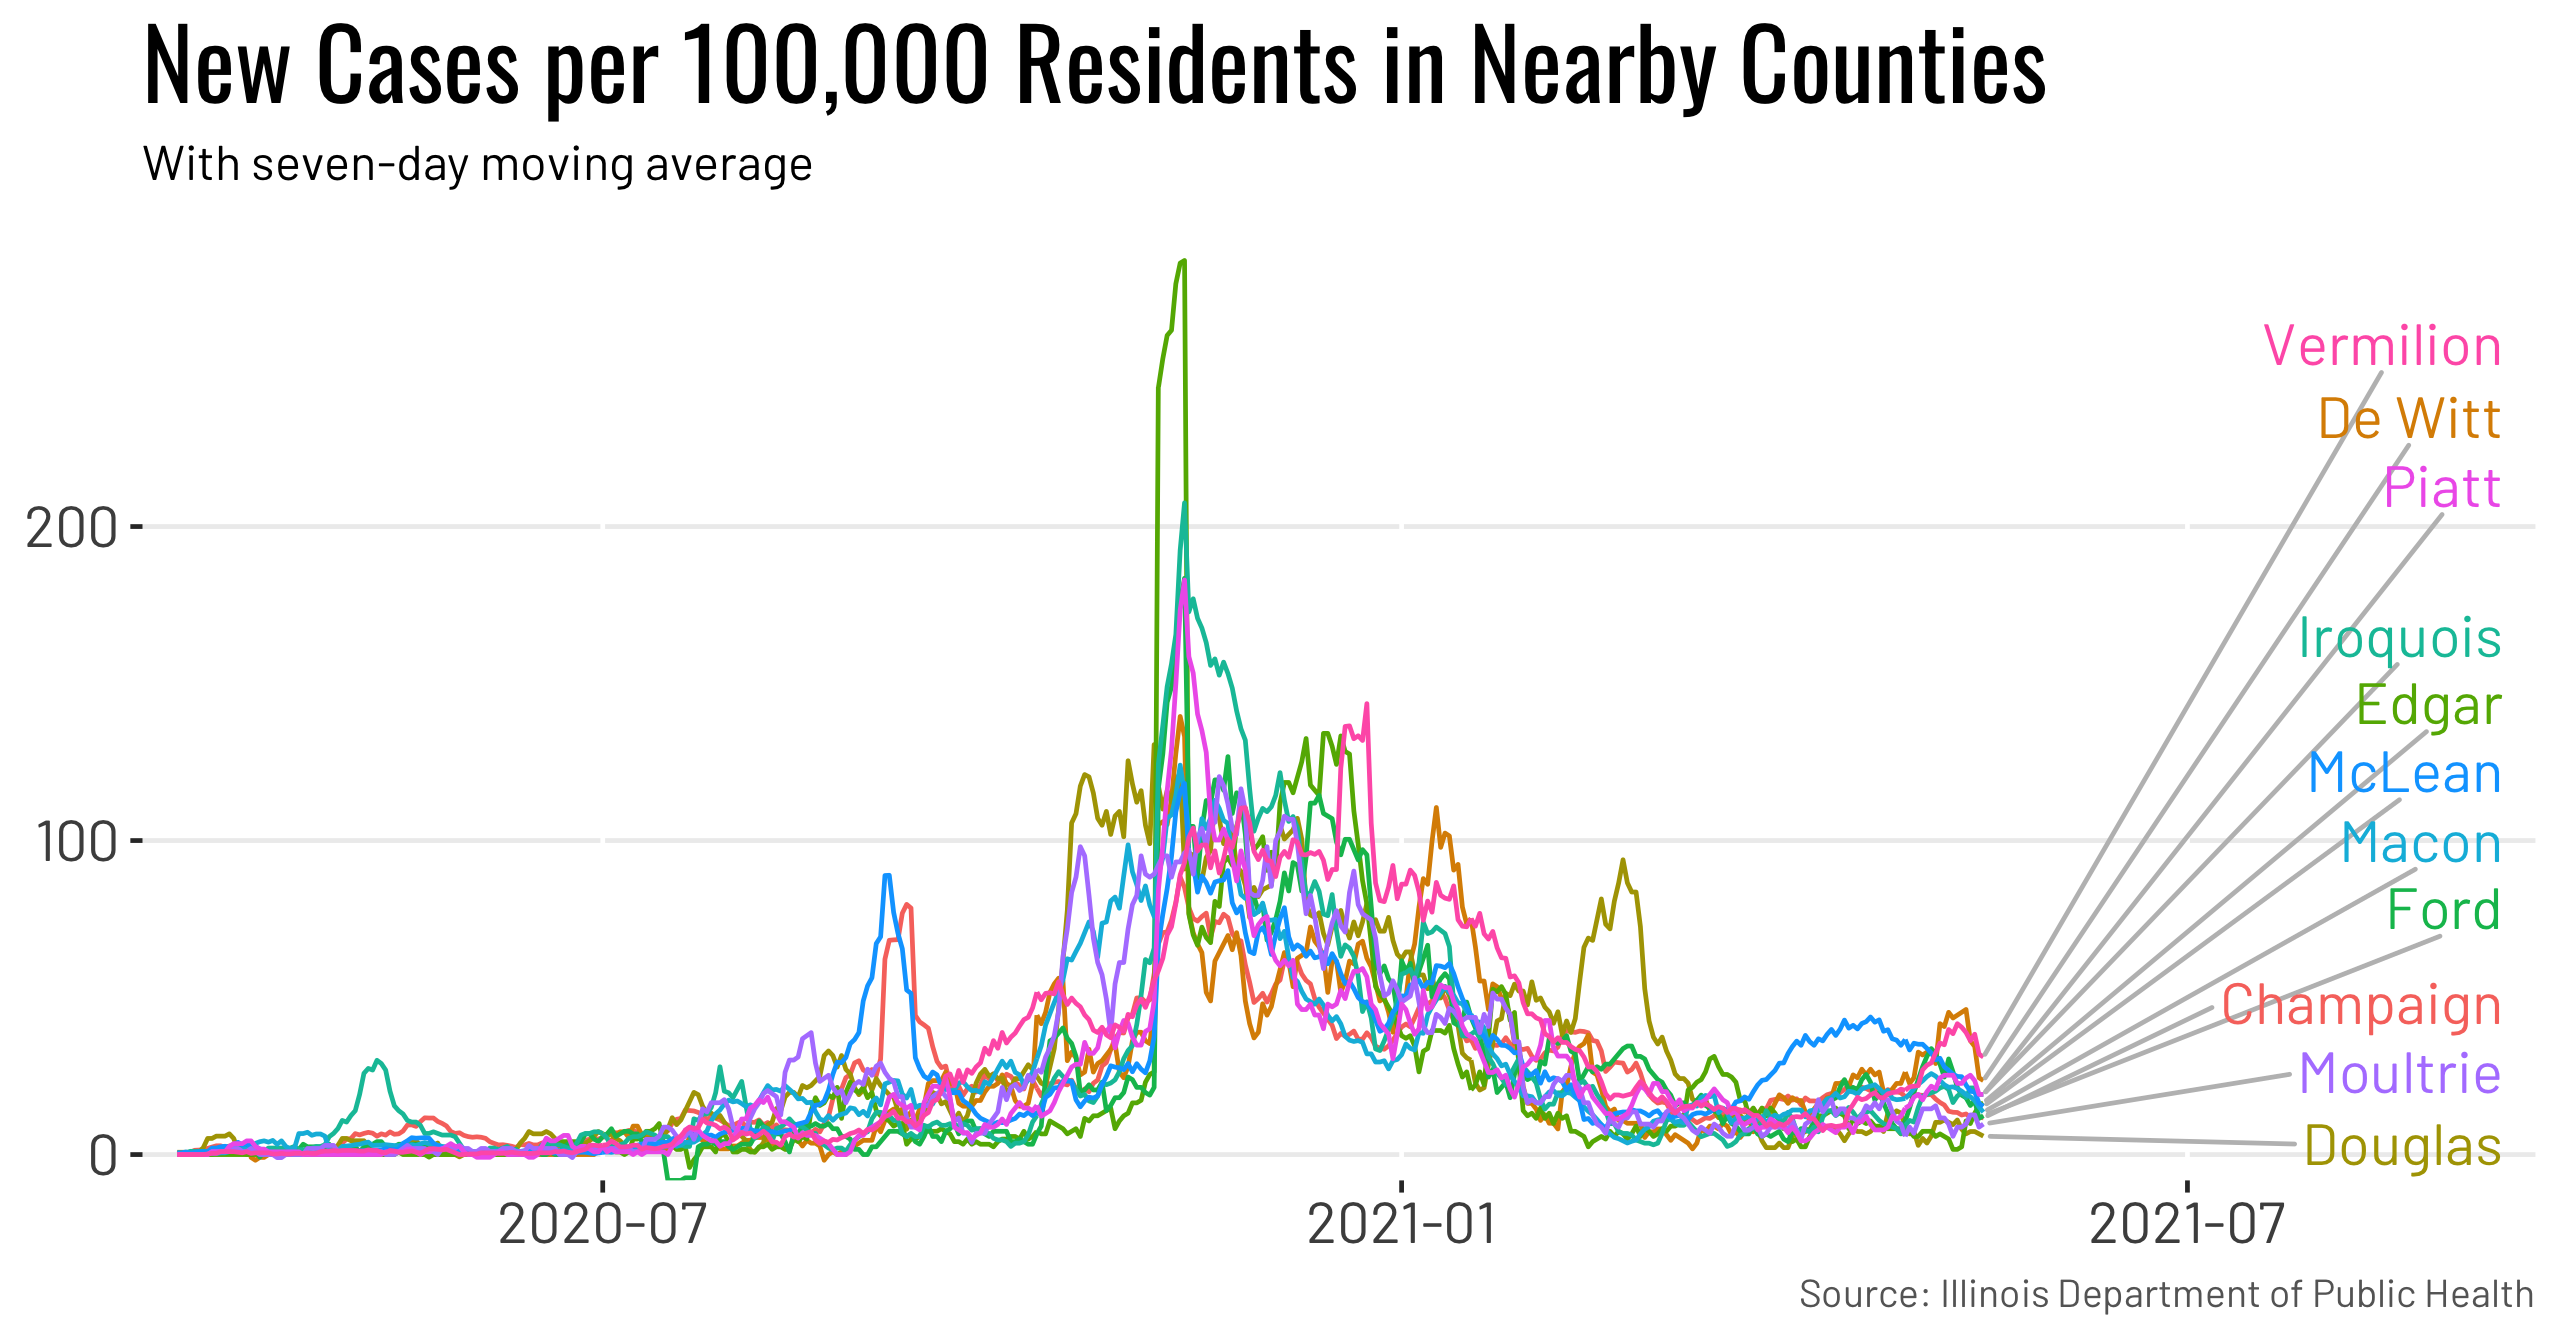 New Cases per 100,000 Residents in Nearby Counties
With seven-day moving average
Vermilion
De Witt
Piatt
200
Iroquois
Edgar
McLean
100
Macon
Ford
Champaign
Moultrie
0
Douglas
2020-07
2021-01
2021-07
Source: Illinois Department of Public Health